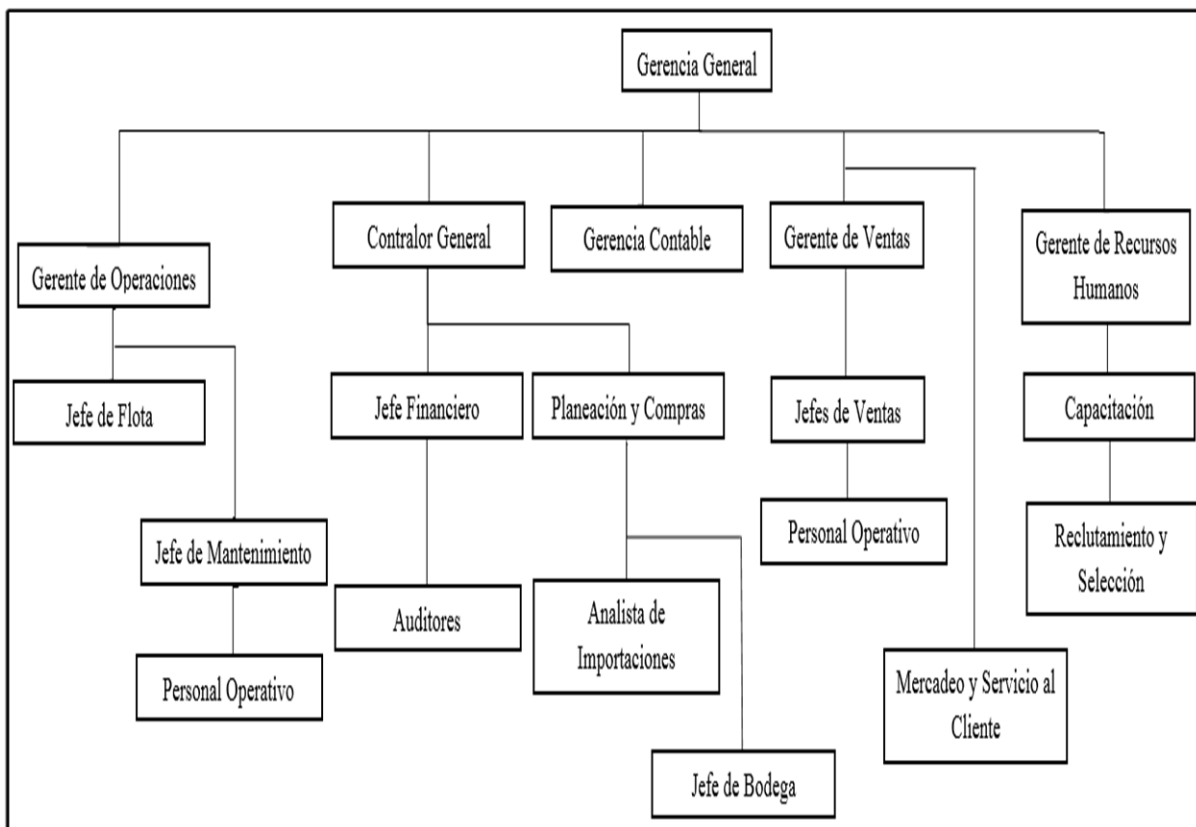 Gerencia General
Contralor General
Gerencia Contable
Gerente de Ventas
Gerente de Recursos
Humanos
Gerente de Operaciones
Jefe de Flota
Jefe Financiero
Planeación y Compras
Jefes de Ventas
Capacitación
Jefe de Mantenimiento
Personal Operativo
Reclutamiento y
Selección
Auditores
Analista de
Importaciones
Personal Operativo
Mercadeo y Servicio al
Cliente
Jefe de Bodega